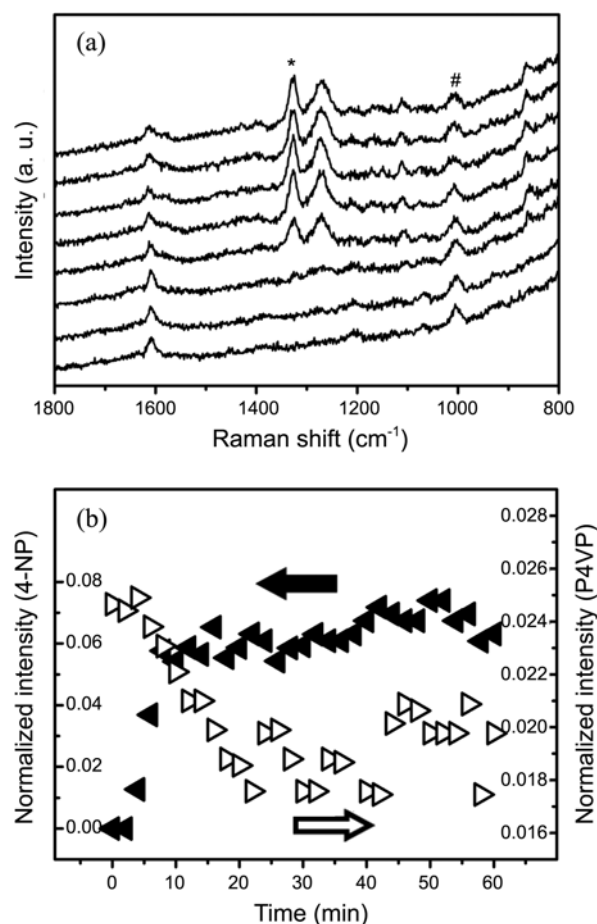 (a)
*
#
Intensity (a. u.)
1800 1600 1400 1200 1000 800
Raman shift (cm⁻¹)
(b)
Normalized intensity (4-NP)
0.08
0.06
0.04
0.02
0.00
0.028
0.026
0.024
0.022
0.020
0.018
0.016
Normalized intensity (P4VP)
0 10 20 30 40 50 60
Time (min)